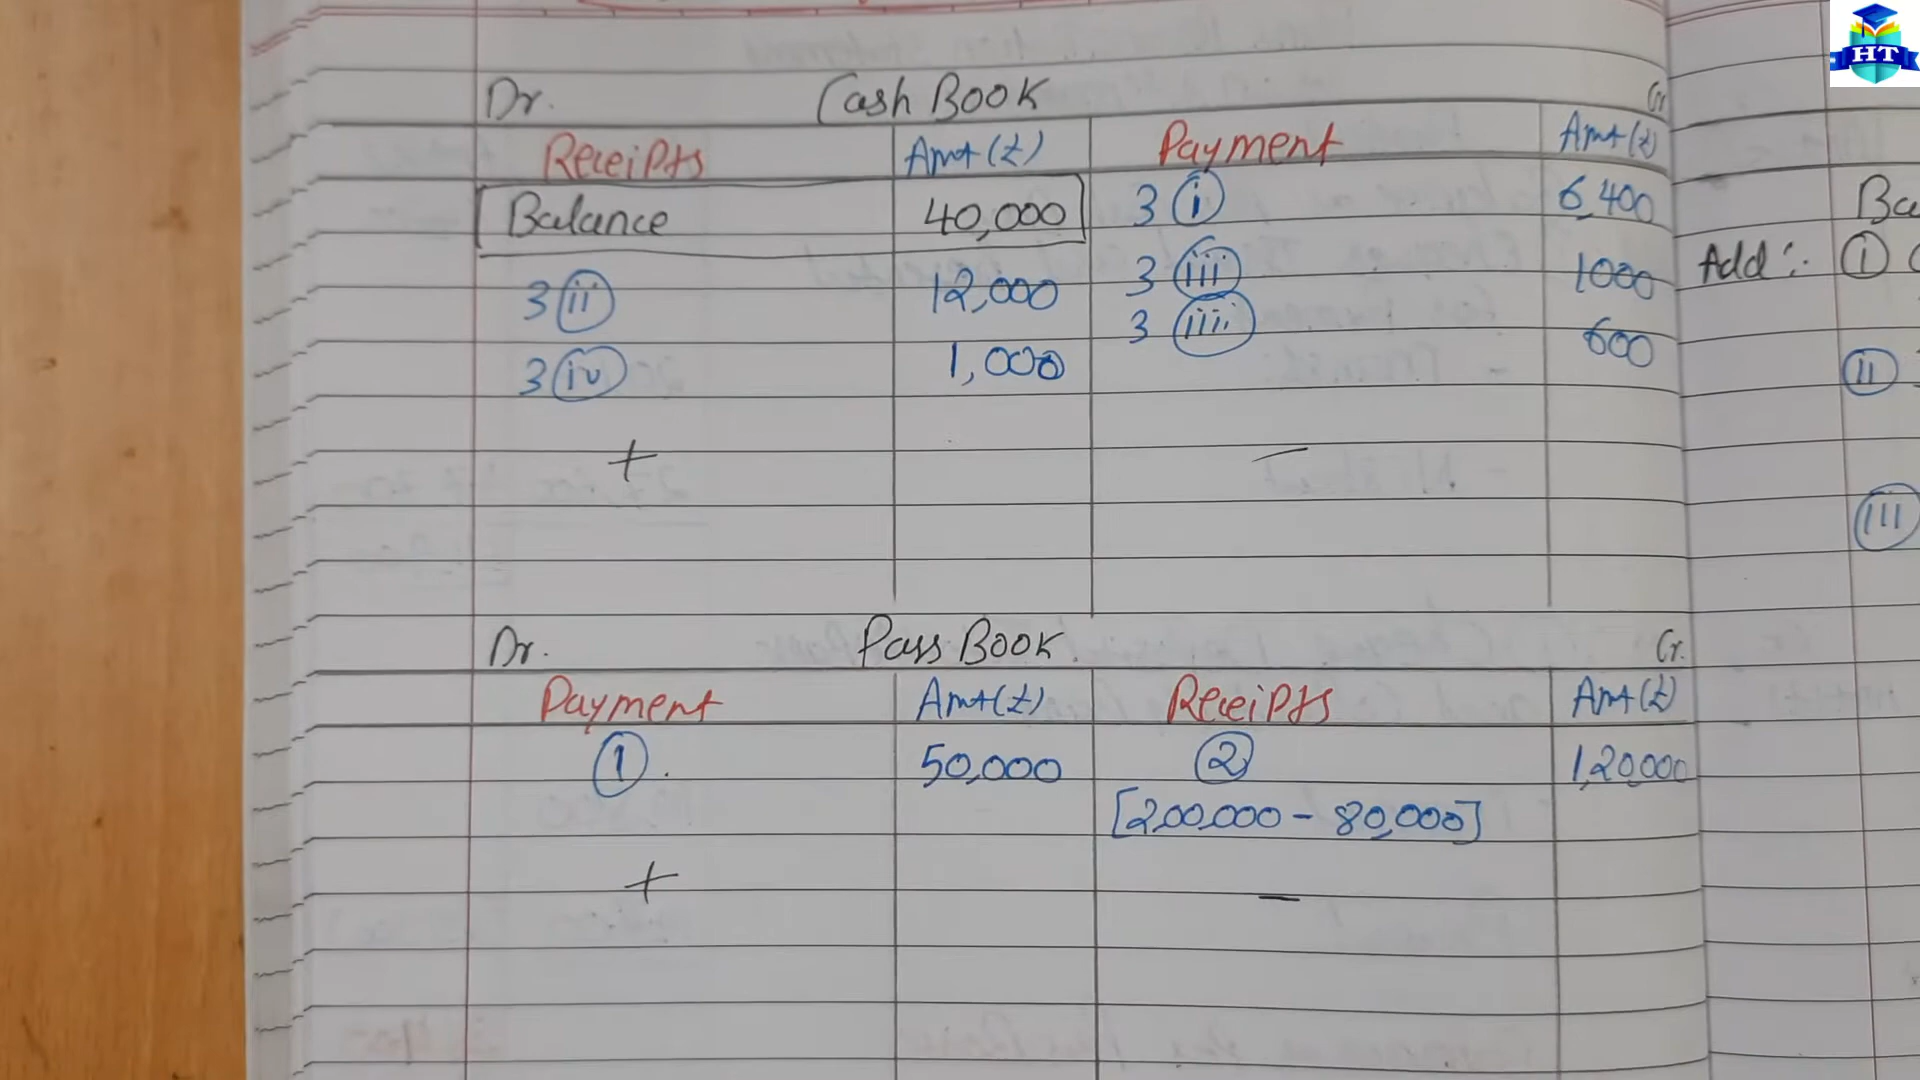 HT
Dr. Cash Book Cr
Receipts Amt (₹) Payment Amt (₹)
Balance 40,000 3 (i) 6,400
3 (ii) 12,000 3 (iii) 1000
3 (iv) 1,000 3 (iii) 600
+ −
Dr. Pass Book Cr.
Payment Amt (₹) Receipts Amt (₹)
(1) 50,000 (2) 1,20,000
[2,00,000 − 80,000]
+ −
Ba
Add :- (i)
(ii)
(iii)